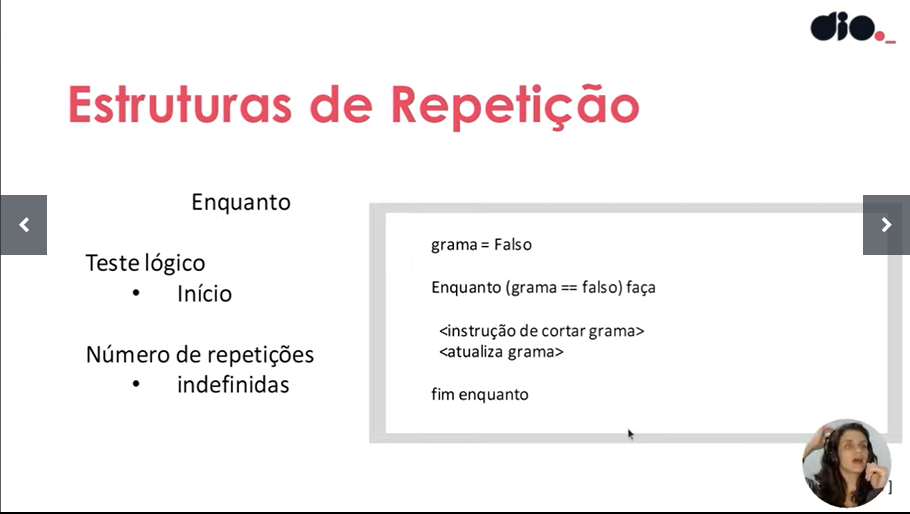 dio._
Estruturas de Repetição
Enquanto
Teste lógico
• Início
Número de repetições
• indefinidas
grama = Falso
Enquanto (grama == falso) faça
<instrução de cortar grama>
<atualiza grama>
fim enquanto
]